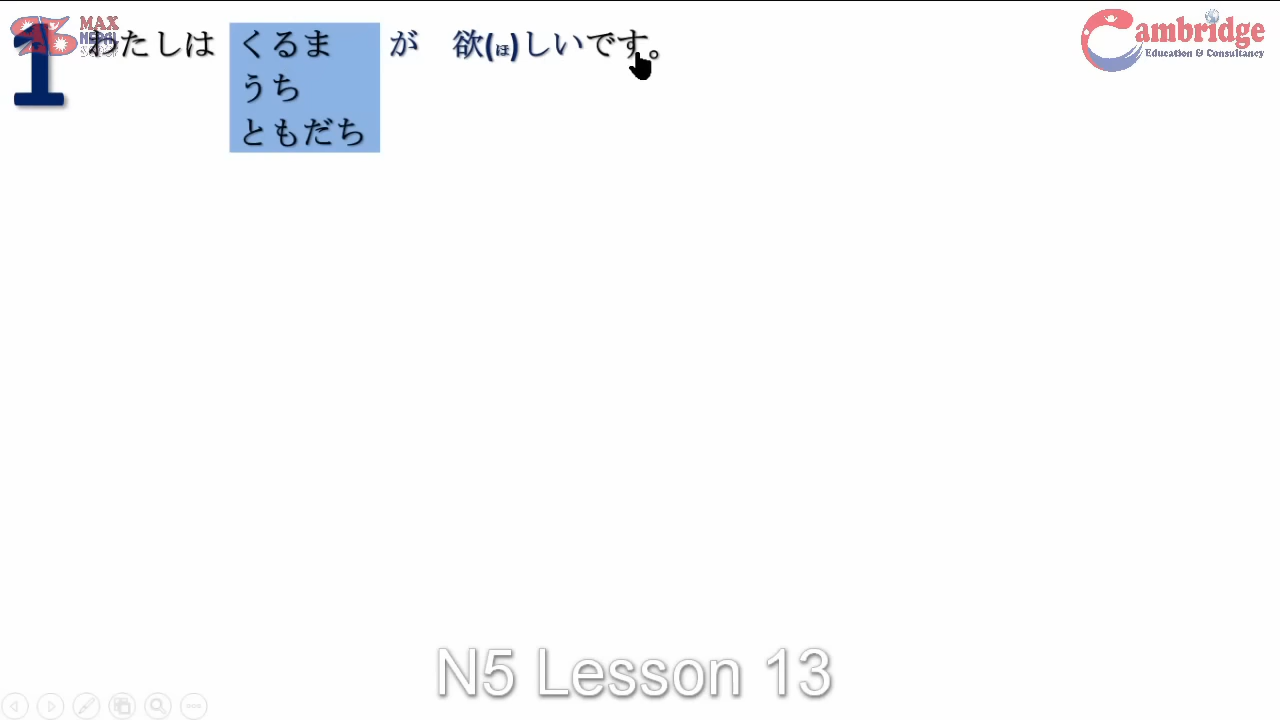 1 わたしは くるま が 欲(ほ)しいです。
うち
ともだち
MAX
NEPAL
Cambridge
Education & Consultancy
N5 Lesson 13